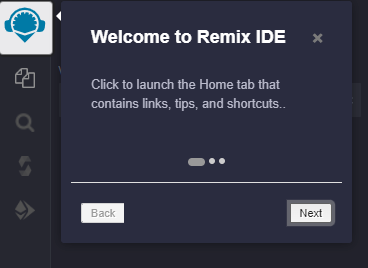 Welcome to Remix IDE
Click to launch the Home tab that
contains links, tips, and shortcuts..
Back
Next